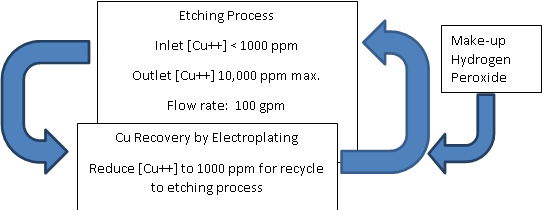 Etching Process
Inlet [Cu++] < 1000 ppm
Outlet [Cu++] 10,000 ppm max.
Flow rate:  100 gpm
Make-up
Hydrogen
Peroxide
Cu Recovery by Electroplating
Reduce [Cu++] to 1000 ppm for recycle
to etching process